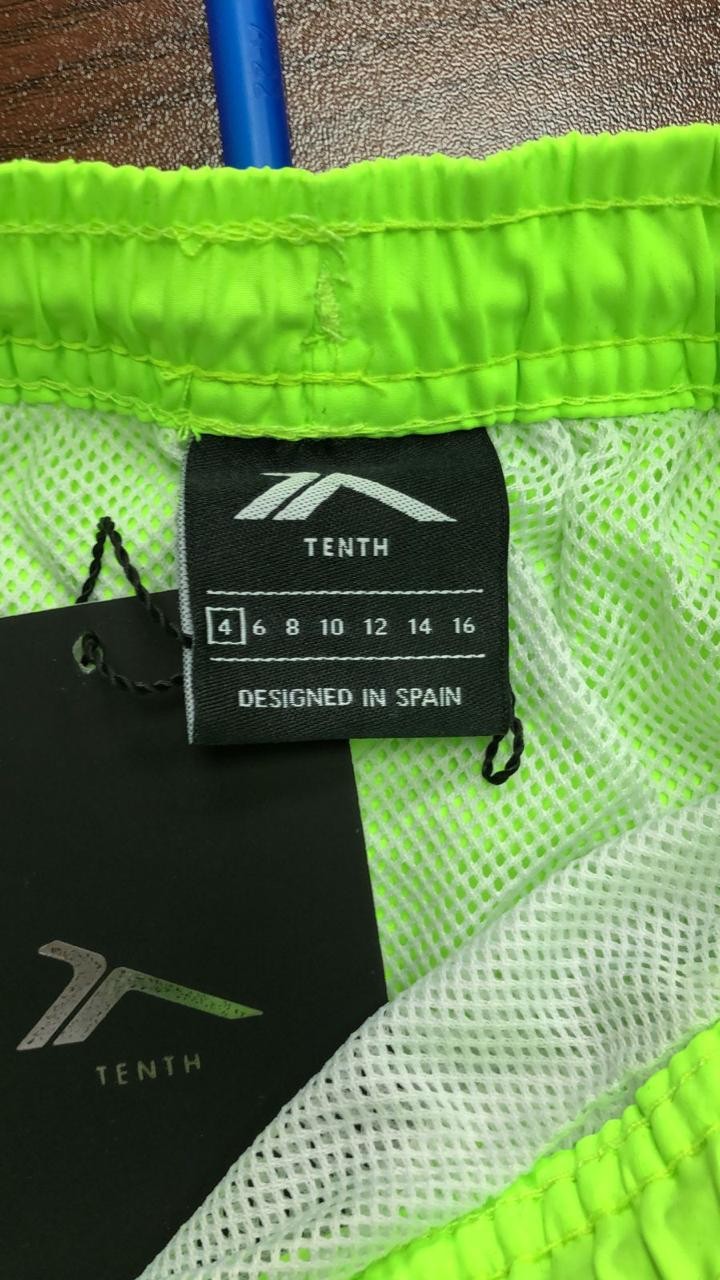 TENTH
4 6 8 10 12 14 16
DESIGNED IN SPAIN
TENTH